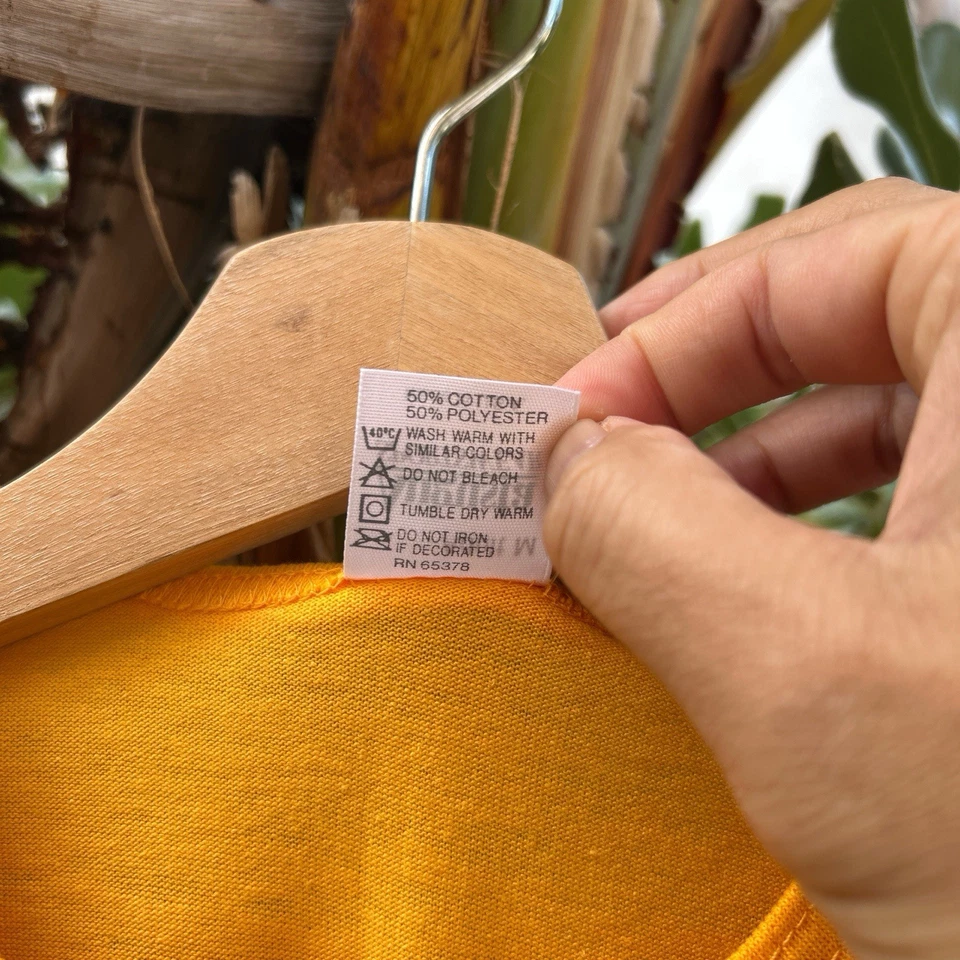 50% COTTON
50% POLYESTER
40°C WASH WARM WITH
SIMILAR COLORS
DO NOT BLEACH
TUMBLE DRY WARM
DO NOT IRON
IF DECORATED
RN 65378